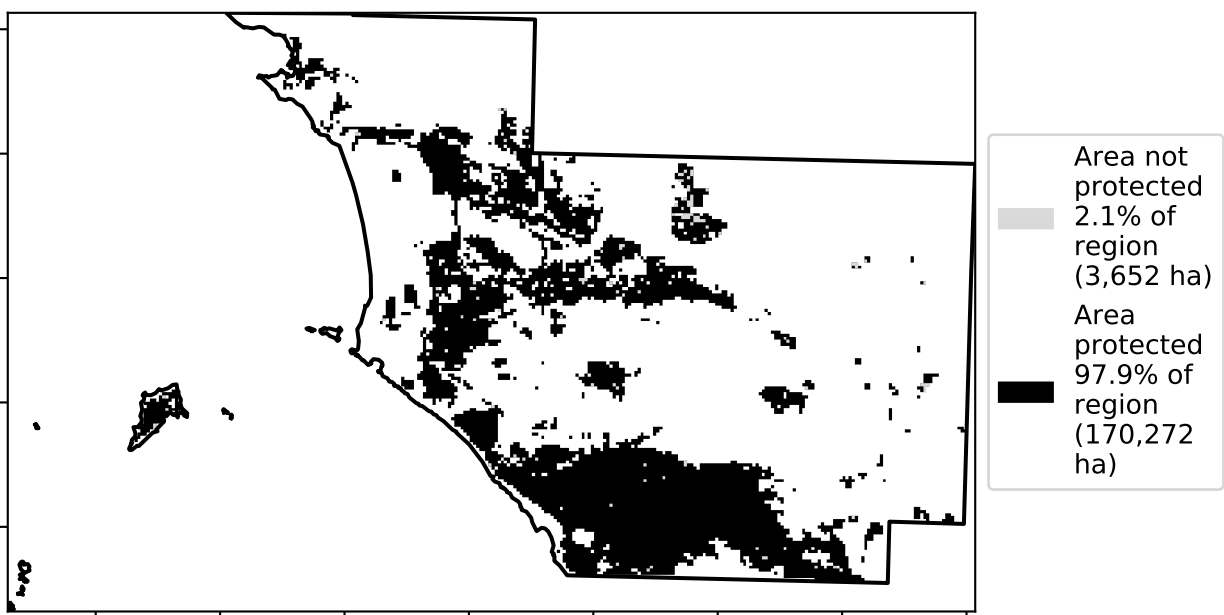 Area not
protected
2.1% of
region
(3,652 ha)
Area
protected
97.9% of
region
(170,272
ha)